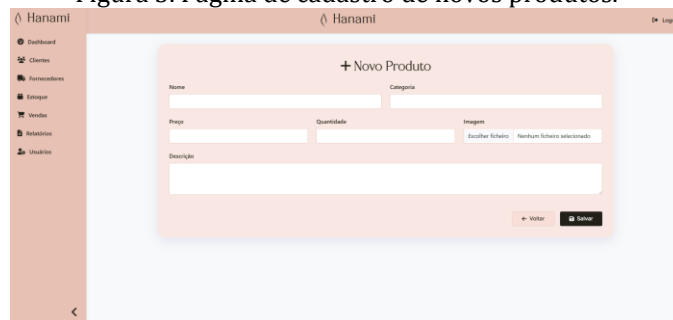 Figura 3. Página de cadastro de novos produtos.
Hanami
Hanami
Dashboard
Clientes
Fornecedores
Estoque
Vendas
Relatórios
Usuários
+ Novo Produto
Nome
Categoria
Preço
Quantidade
Imagem
Escolher ficheiro
Nenhum ficheiro selecionado
Descrição
← Voltar
Salvar